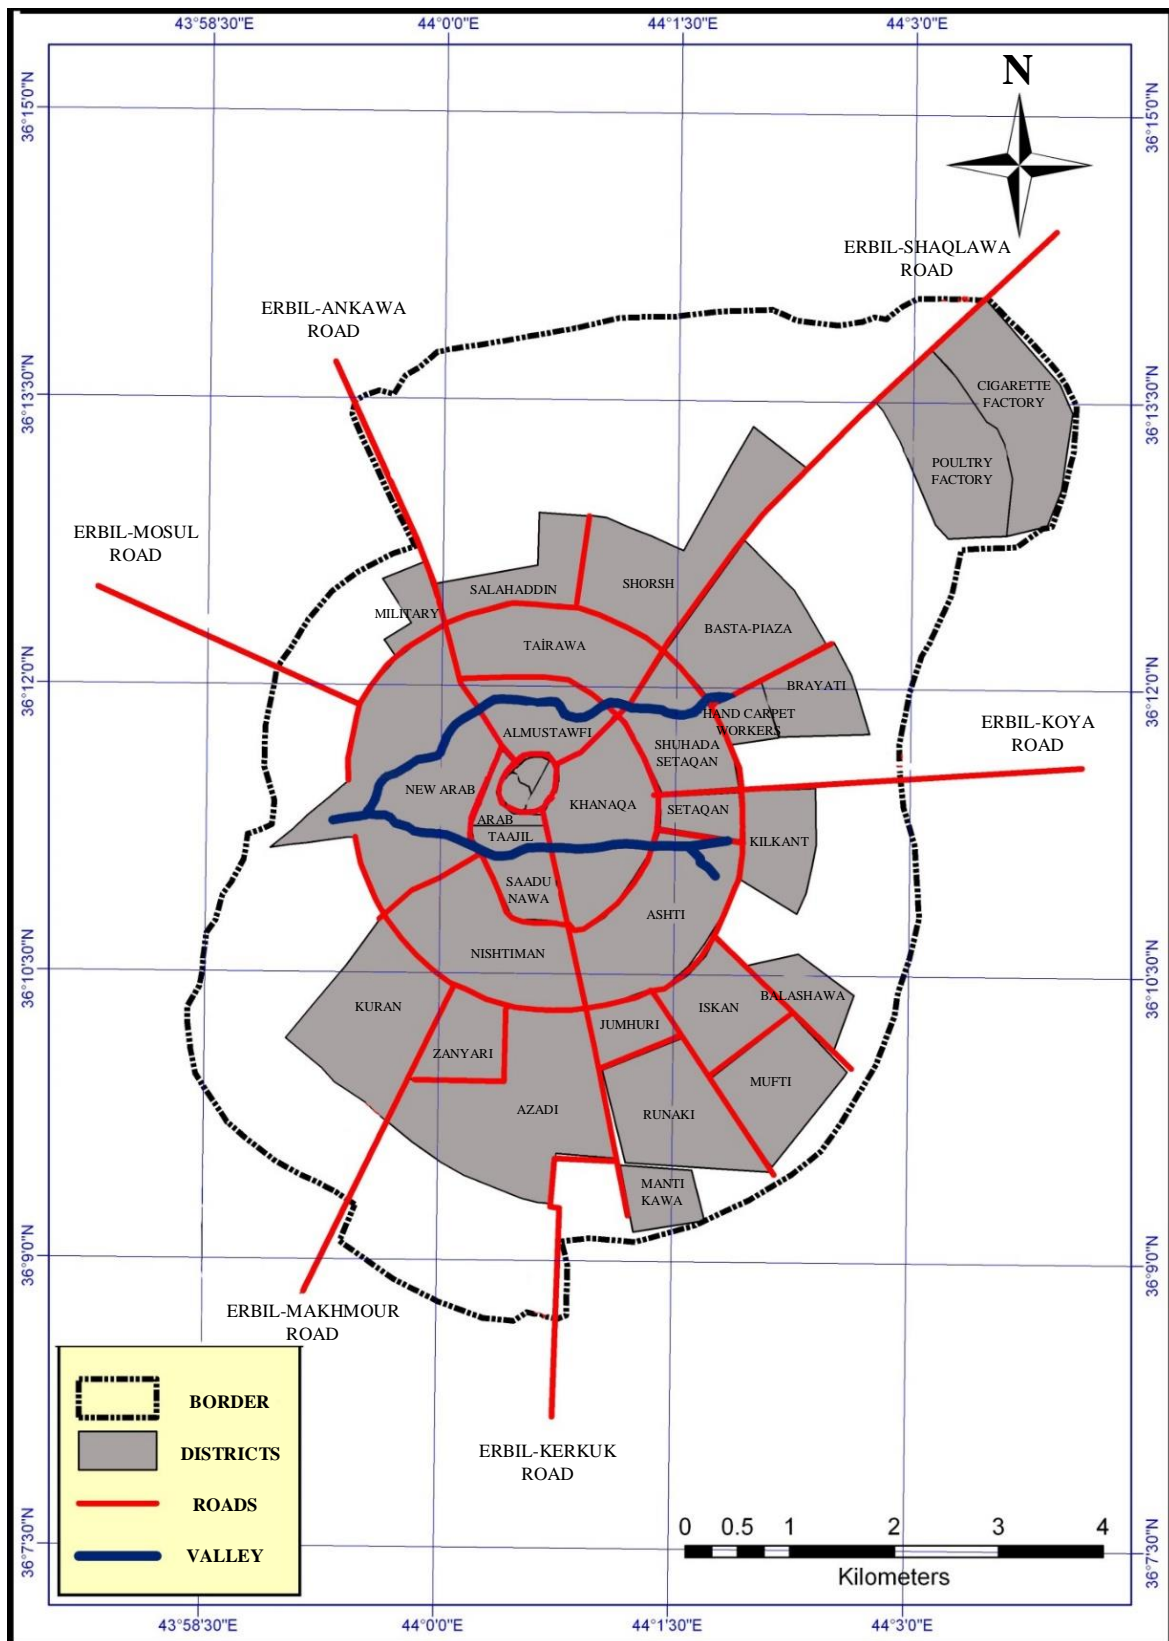 43°58'30"E 44°0'0"E 44°1'30"E 44°3'0"E
N
36°15'0"N 36°15'0"N
ERBIL-SHAQLAWA
ROAD
ERBIL-ANKAWA
ROAD
36°13'30"N 36°13'30"N
CIGARETTE
FACTORY
POULTRY
FACTORY
ERBIL-MOSUL
ROAD
SALAHADDIN
SHORSH
MILITARY
BASTA-PIAZA
TAİRAWA
36°12'0"N 36°12'0"N
BRAYATI
HAND CARPET
WORKERS
ERBIL-KOYA
ROAD
ALMUSTAWFI
SHUHADA
SETAQAN
NEW ARAB
KHANAQA
SETAQAN
ARAB
TAAJIL
KILKANT
SAADU
NAWA
ASHTI
NISHTIMAN
36°10'30"N 36°10'30"N
KURAN
ISKAN
BALASHAWA
JUMHURI
ZANYARI
MUFTI
AZADI
RUNAKI
MANTI
KAWA
36°9'0"N 36°9'0"N
ERBIL-MAKHMOUR
ROAD
BORDER
DISTRICTS
ROADS
VALLEY
ERBIL-KERKUK
ROAD
36°7'30"N 36°7'30"N
0 0.5 1 2 3 4
Kilometers
43°58'30"E 44°0'0"E 44°1'30"E 44°3'0"E